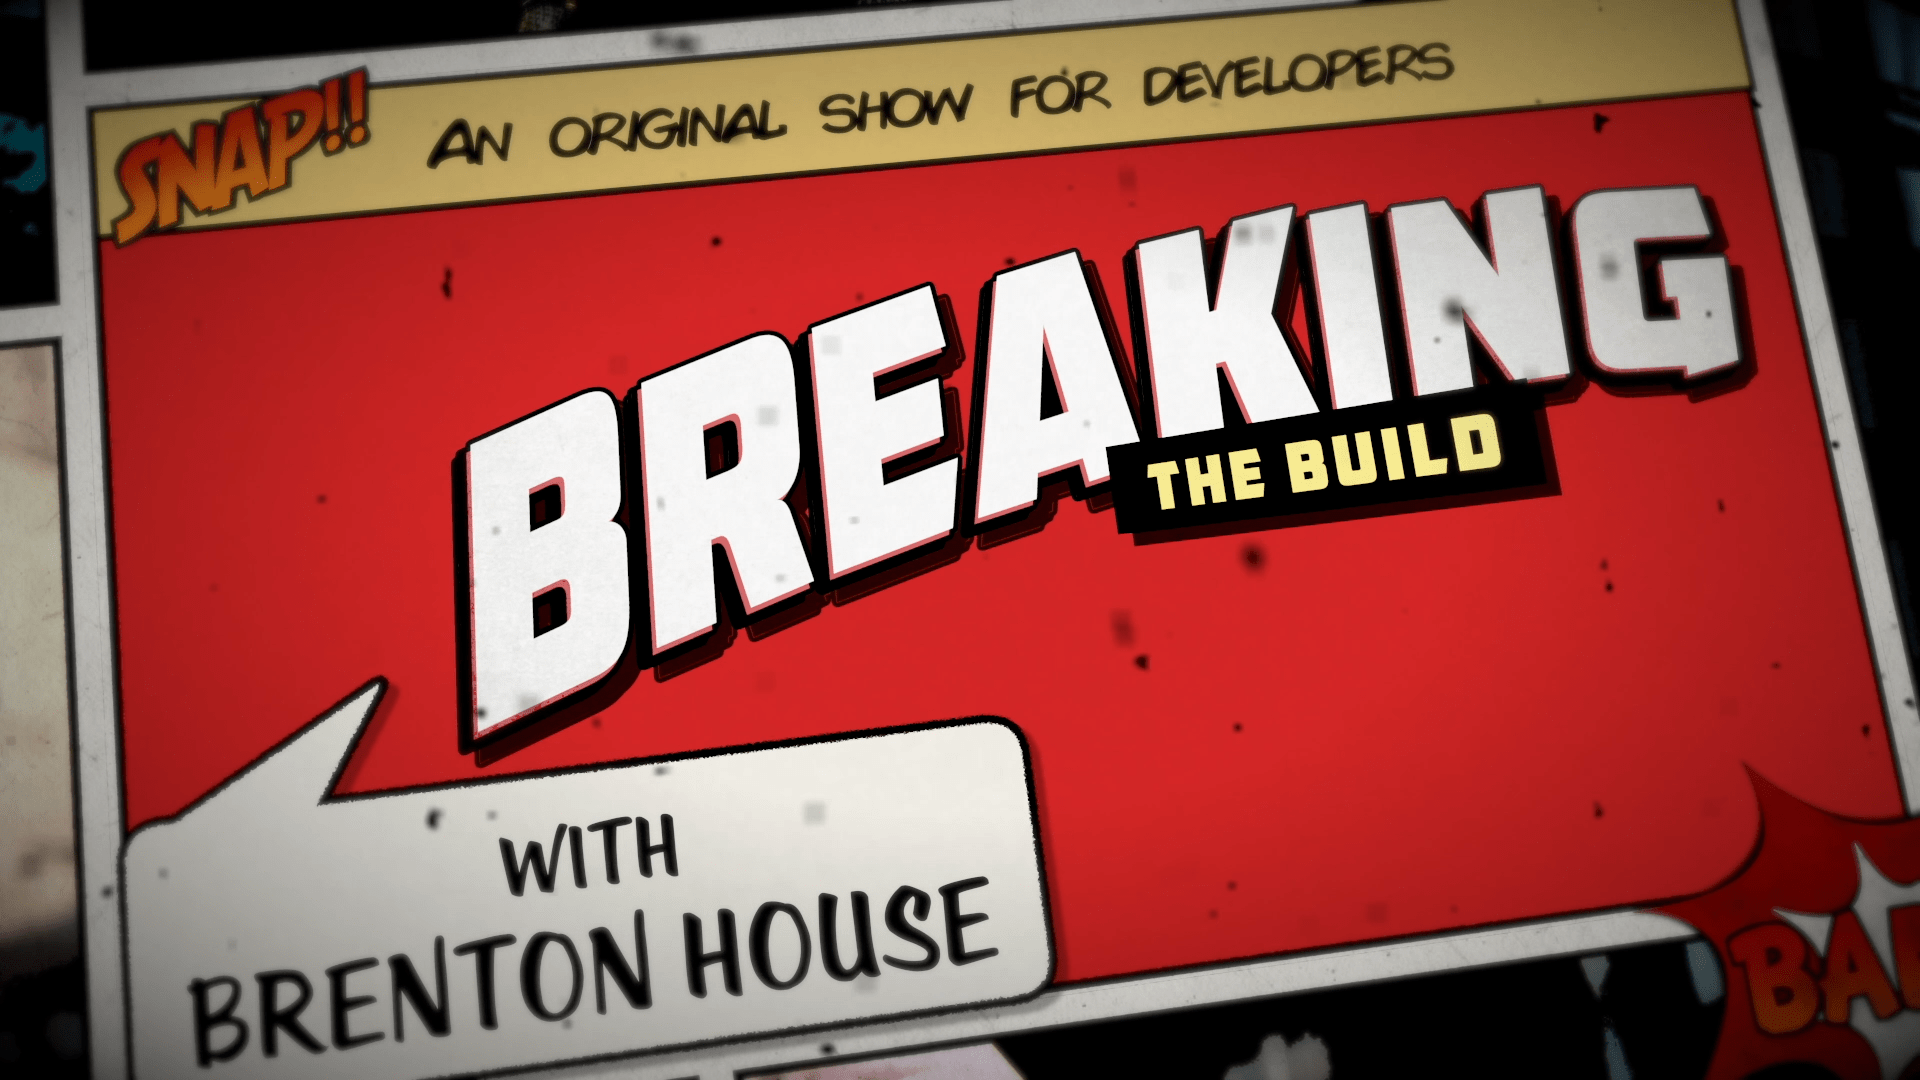 SNAP!!
AN ORIGINAL SHOW FOR DEVELOPERS
BREAKING
THE BUILD
WITH
BRENTON HOUSE